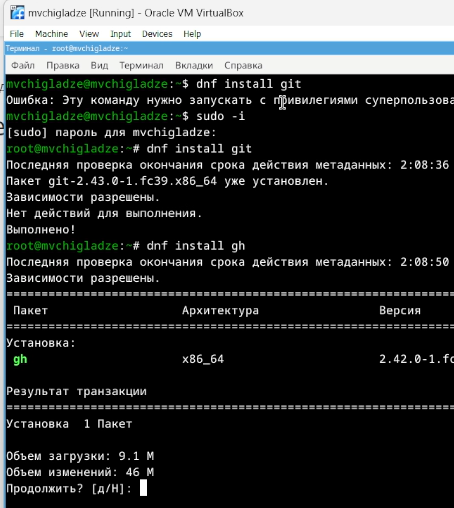 mvchigladze [Running] - Oracle VM VirtualBox
File Machine View Input Devices Help
Терминал - root@mvchigladze:~
Файл Правка Вид Терминал Вкладки Справка
mvchigladze@mvchigladze:~$ dnf install git
Ошибка: Эту команду нужно запускать с привилегиями суперпользова
mvchigladze@mvchigladze:~$ sudo -i
[sudo] пароль для mvchigladze:
root@mvchigladze:~# dnf install git
Последняя проверка окончания срока действия метаданных: 2:08:36
Пакет git-2.43.0-1.fc39.x86_64 уже установлен.
Зависимости разрешены.
Нет действий для выполнения.
Выполнено!
root@mvchigladze:~# dnf install gh
Последняя проверка окончания срока действия метаданных: 2:08:50
Зависимости разрешены.
Пакет Архитектура Версия
Установка:
gh x86_64 2.42.0-1.fc
Результат транзакции
Установка 1 Пакет
Объем загрузки: 9.1 M
Объем изменений: 46 M
Продолжить? [д/Н]: